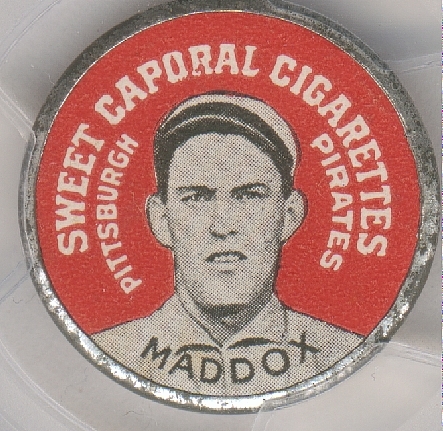 SWEET CAPORAL CIGARETTES
PITTSBURGH
PIRATES
MADDOX